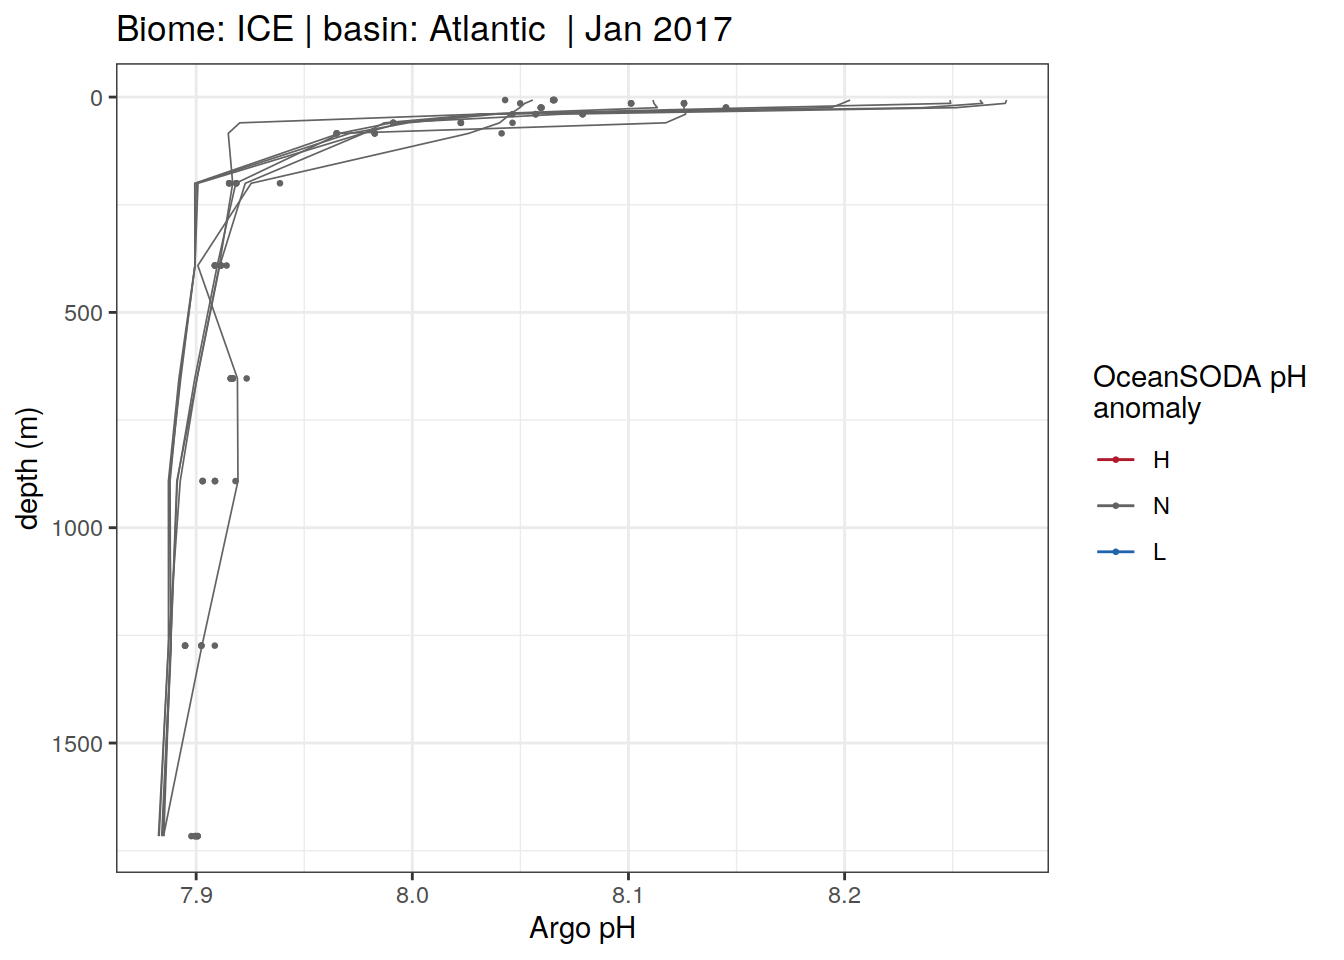 Biome: ICE | basin: Atlantic  | Jan 2017
0
500
1000
1500
depth (m)
7.9
8.0
8.1
8.2
Argo pH
OceanSODA pH
anomaly
H
N
L